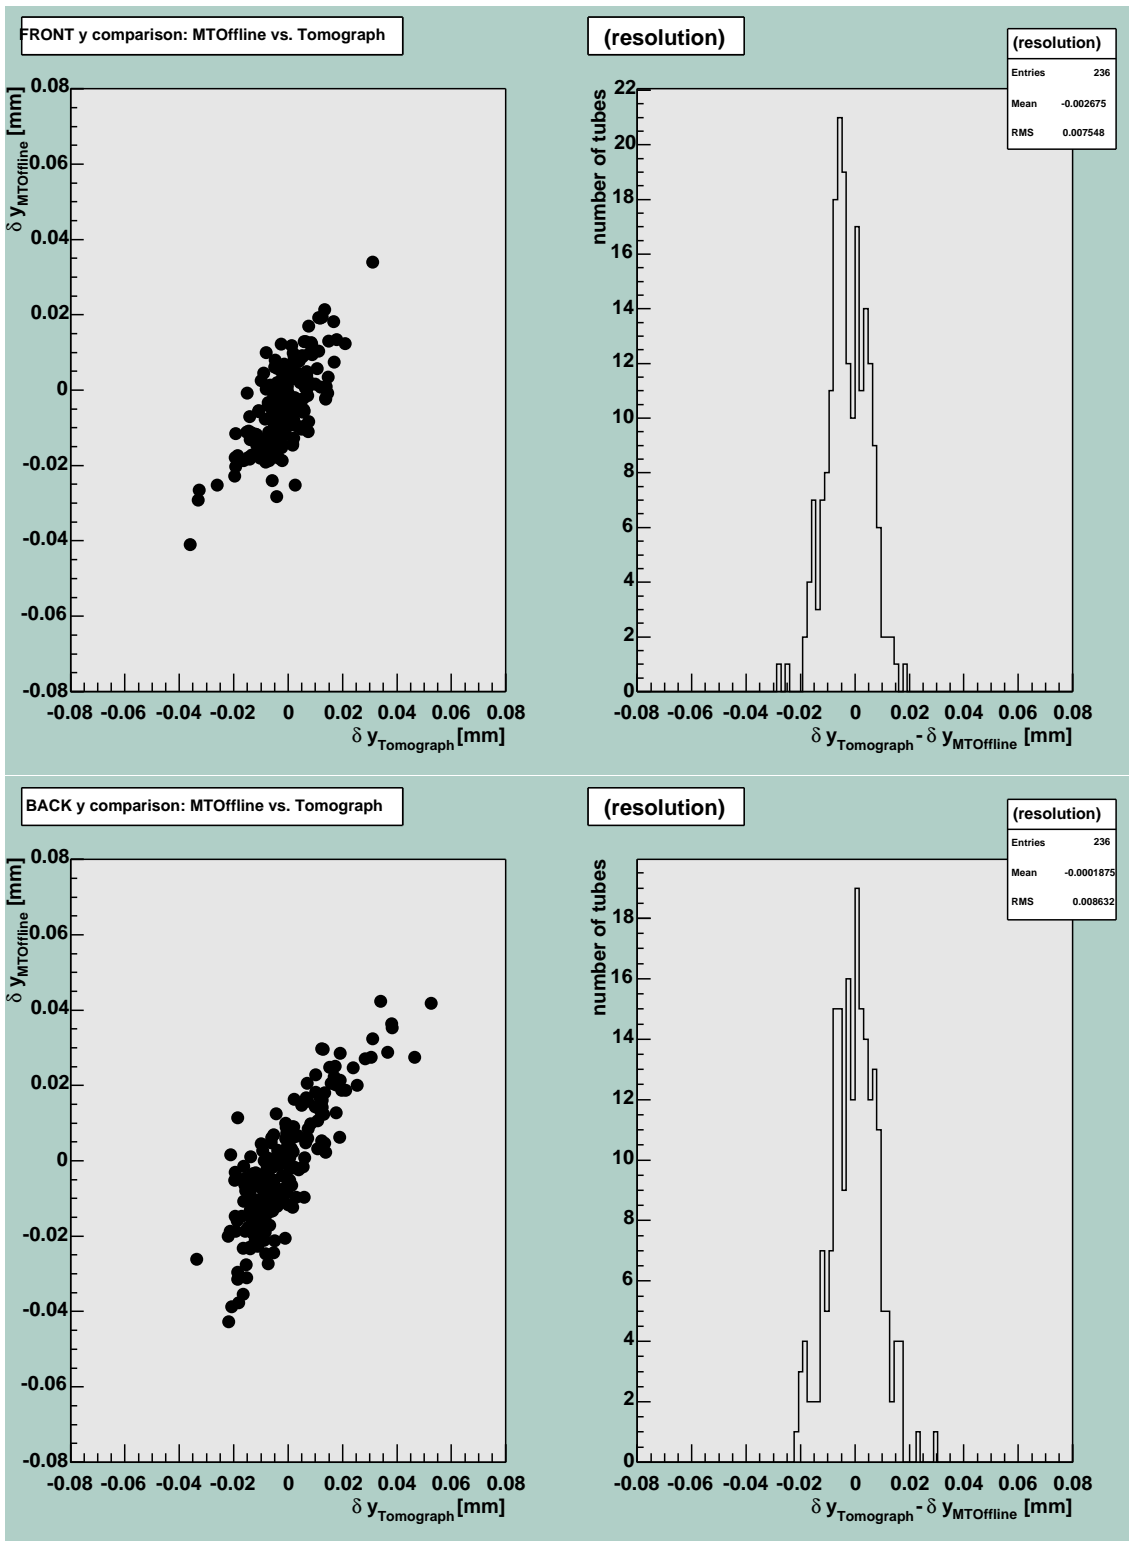 FRONT y comparison: MTOffline vs. Tomograph
δ y_MTOffline [mm]
0.08
0.06
0.04
0.02
0
-0.02
-0.04
-0.06
-0.08
-0.08 -0.06 -0.04 -0.02 0 0.02 0.04 0.06 0.08
δ y_Tomograph [mm]
(resolution)
(resolution)
Entries 236
Mean -0.002675
RMS 0.007548
number of tubes
22
20
18
16
14
12
10
8
6
4
2
0
-0.08 -0.06 -0.04 -0.02 0 0.02 0.04 0.06 0.08
δ y_Tomograph - δ y_MTOffline [mm]
BACK y comparison: MTOffline vs. Tomograph
δ y_MTOffline [mm]
0.08
0.06
0.04
0.02
0
-0.02
-0.04
-0.06
-0.08
-0.08 -0.06 -0.04 -0.02 0 0.02 0.04 0.06 0.08
δ y_Tomograph [mm]
(resolution)
(resolution)
Entries 236
Mean -0.0001875
RMS 0.008632
number of tubes
18
16
14
12
10
8
6
4
2
0
-0.08 -0.06 -0.04 -0.02 0 0.02 0.04 0.06 0.08
δ y_Tomograph - δ y_MTOffline [mm]